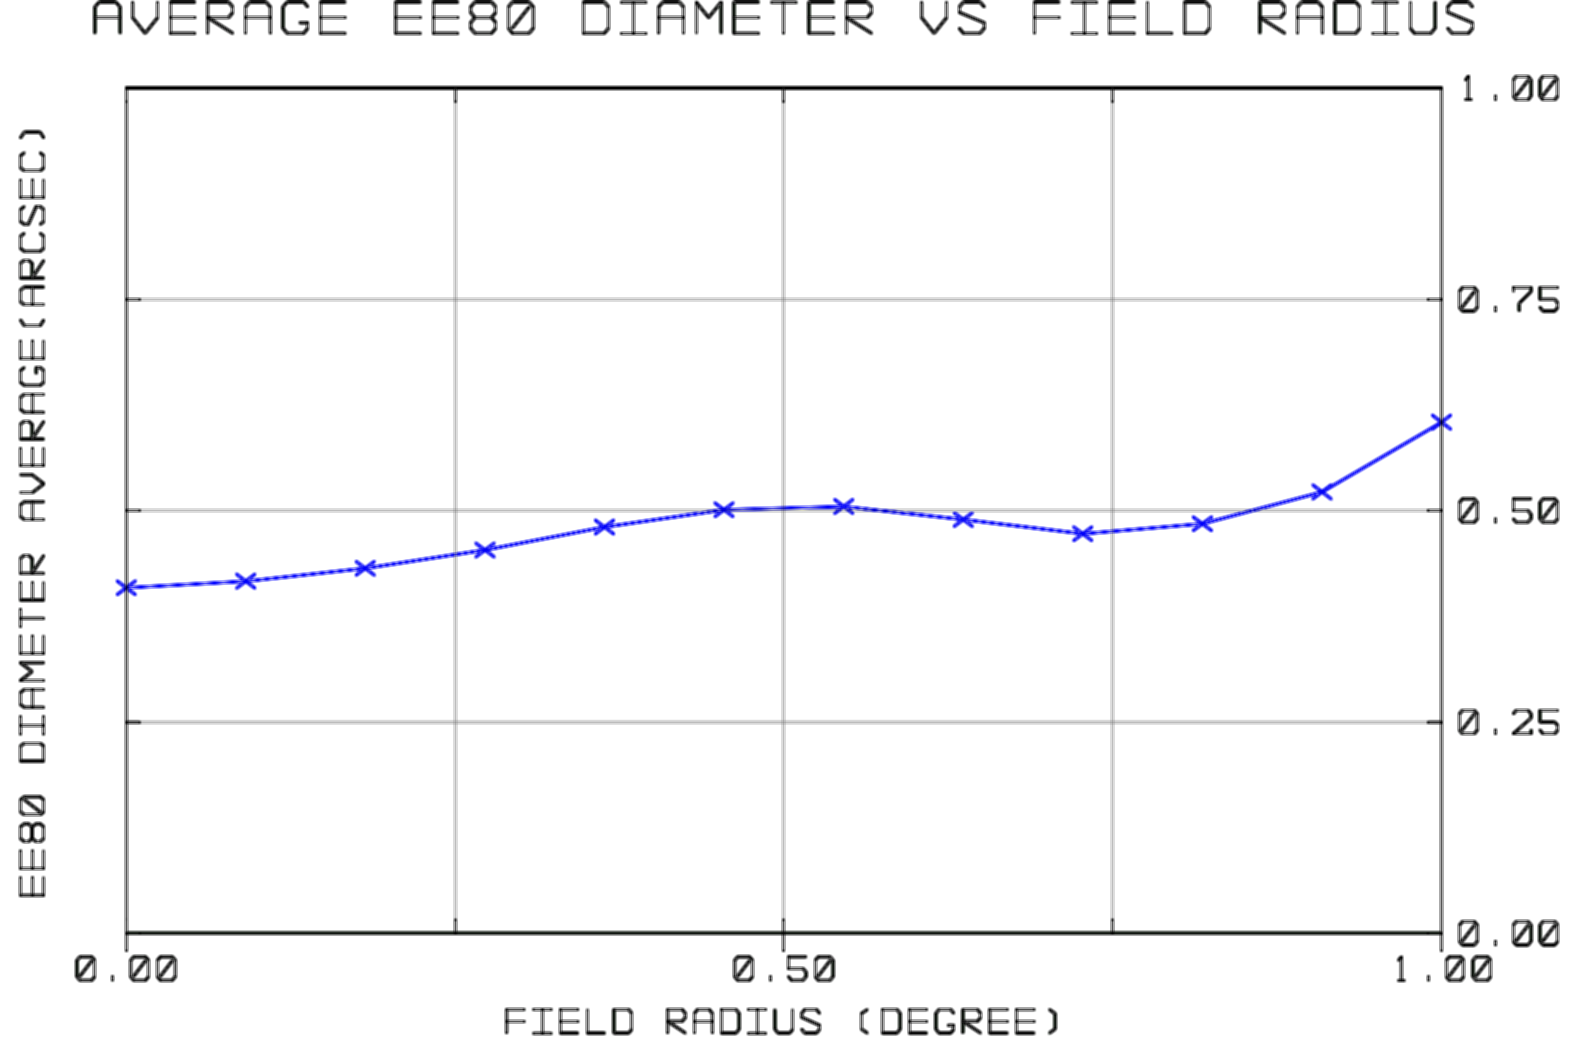 AVERAGE EE80 DIAMETER VS FIELD RADIUS
EE80 DIAMETER AVERAGE(ARCSEC)
1.00
0.75
0.50
0.25
0.00
0.00 0.50 1.00
FIELD RADIUS (DEGREE)